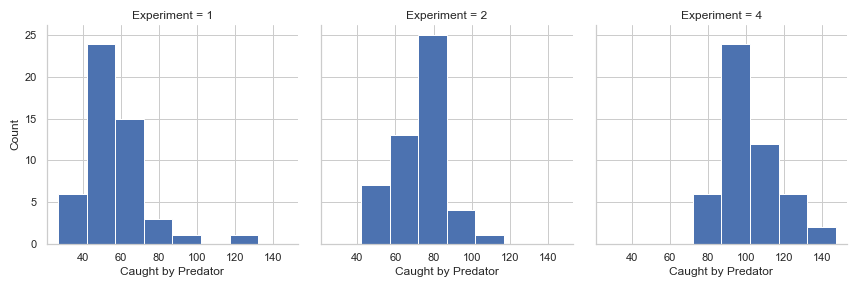 Experiment = 1
Experiment = 2
Experiment = 4
25
20
15
10
5
0
Count
40 60 80 100 120 140
40 60 80 100 120 140
40 60 80 100 120 140
Caught by Predator
Caught by Predator
Caught by Predator